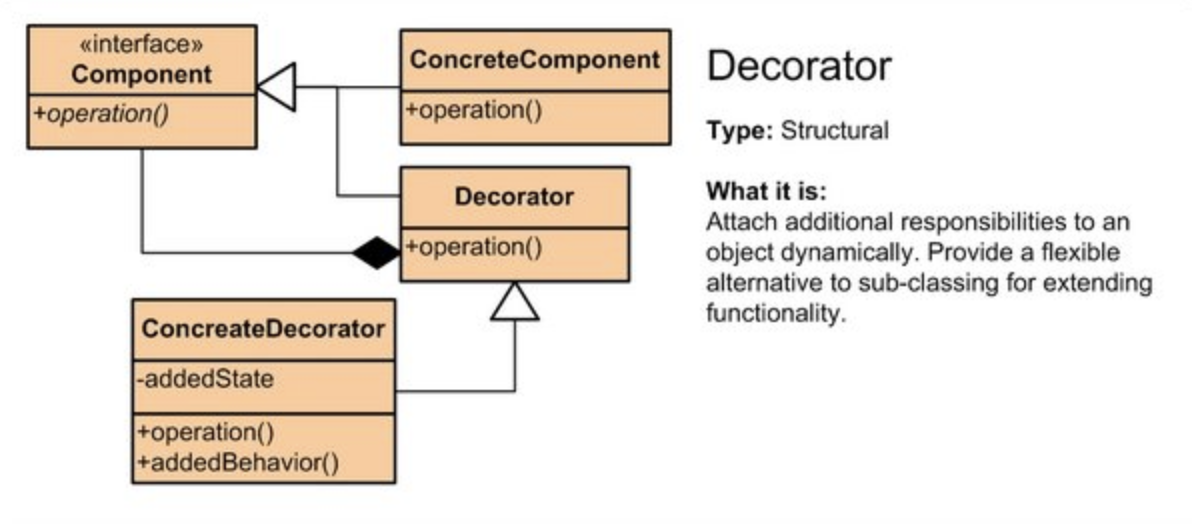 «interface»
Component
+operation()
ConcreteComponent
+operation()
Decorator
+operation()
ConcreateDecorator
-addedState
+operation()
+addedBehavior()
Decorator
Type: Structural
What it is:
Attach additional responsibilities to an
object dynamically. Provide a flexible
alternative to sub-classing for extending
functionality.